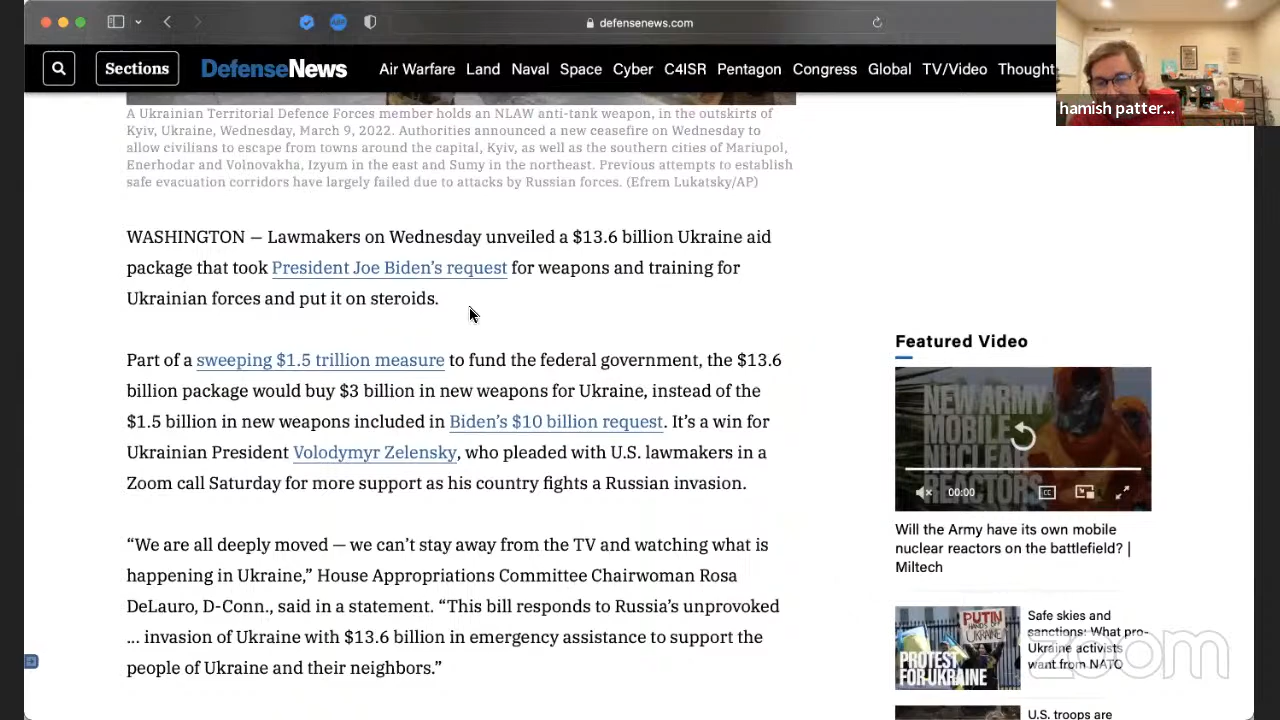 defensenews.com
ABP
Sections
DefenseNews
Air Warfare Land Naval Space Cyber C4ISR Pentagon Congress Global TV/Video Thought
hamish patter...
A Ukrainian Territorial Defence Forces member holds an NLAW anti-tank weapon, in the outskirts of
Kyiv, Ukraine, Wednesday, March 9, 2022. Authorities announced a new ceasefire on Wednesday to
allow civilians to escape from towns around the capital, Kyiv, as well as the southern cities of Mariupol,
Enerhodar and Volnovakha, Izyum in the east and Sumy in the northeast. Previous attempts to establish
safe evacuation corridors have largely failed due to attacks by Russian forces. (Efrem Lukatsky/AP)
WASHINGTON — Lawmakers on Wednesday unveiled a $13.6 billion Ukraine aid
package that took President Joe Biden’s request for weapons and training for
Ukrainian forces and put it on steroids.
Part of a sweeping $1.5 trillion measure to fund the federal government, the $13.6
billion package would buy $3 billion in new weapons for Ukraine, instead of the
$1.5 billion in new weapons included in Biden’s $10 billion request. It’s a win for
Ukrainian President Volodymyr Zelensky, who pleaded with U.S. lawmakers in a
Zoom call Saturday for more support as his country fights a Russian invasion.
“We are all deeply moved — we can’t stay away from the TV and watching what is
happening in Ukraine,” House Appropriations Committee Chairwoman Rosa
DeLauro, D-Conn., said in a statement. “This bill responds to Russia’s unprovoked
... invasion of Ukraine with $13.6 billion in emergency assistance to support the
people of Ukraine and their neighbors.”
Featured Video
NEW ARMY
MOBILE
NUCLEAR
REACTORS
00:00
CC
Will the Army have its own mobile
nuclear reactors on the battlefield? |
Miltech
PUTIN
HANDS OFF
UKRAINE
PROTEST
FOR UKRAINE
Safe skies and
sanctions: What pro-
Ukraine activists
want from NATO
zoom
U.S. troops are